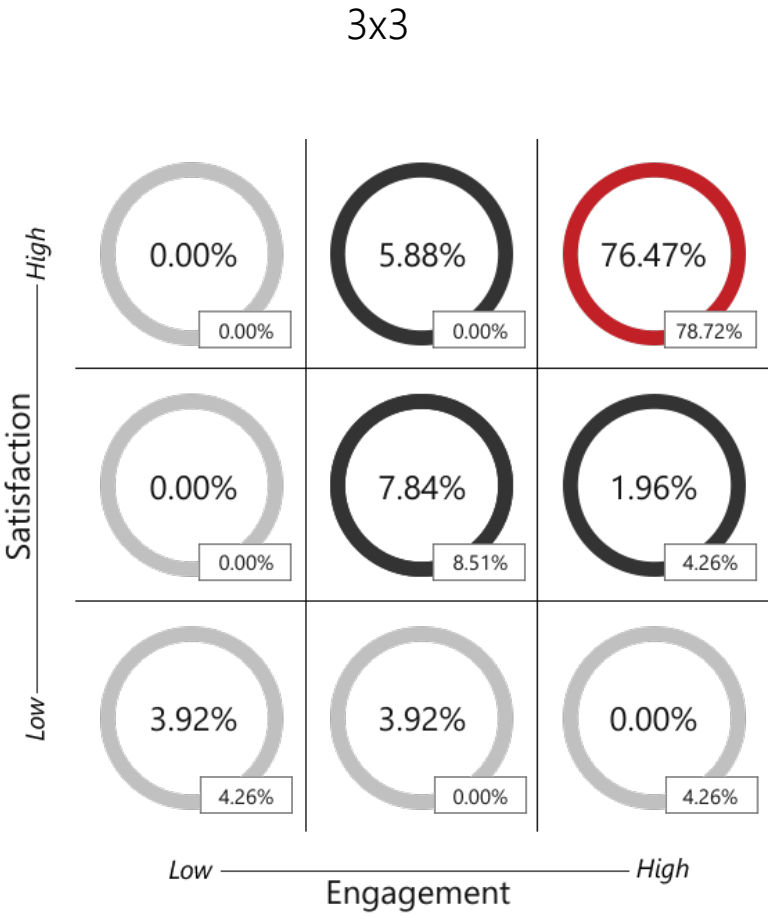 3x3
High
0.00%
5.88%
76.47%
0.00%
0.00%
78.72%
Satisfaction
0.00%
7.84%
1.96%
0.00%
8.51%
4.26%
Low
3.92%
3.92%
0.00%
4.26%
0.00%
4.26%
Low
High
Engagement